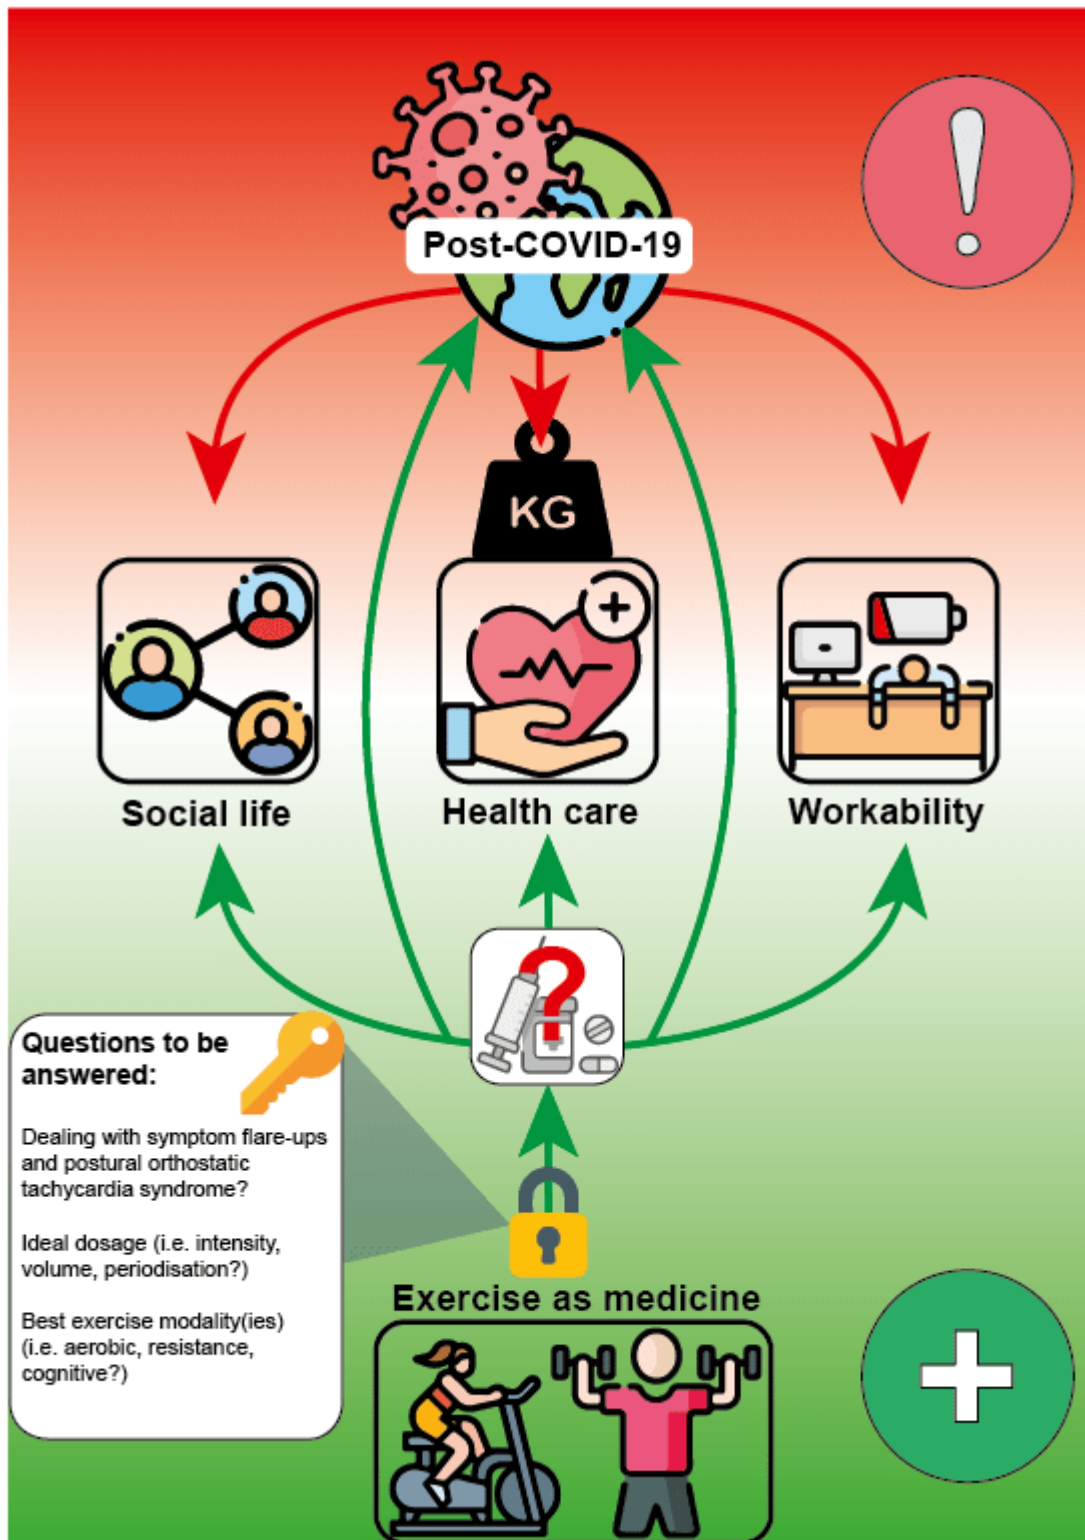 Post-COVID-19
KG
Social life
Health care
Workability
Questions to be
answered:
Dealing with symptom flare-ups
and postural orthostatic
tachycardia syndrome?
Ideal dosage (i.e. intensity,
volume, periodisation?)
Best exercise modality(ies)
(i.e. aerobic, resistance,
cognitive?)
Exercise as medicine